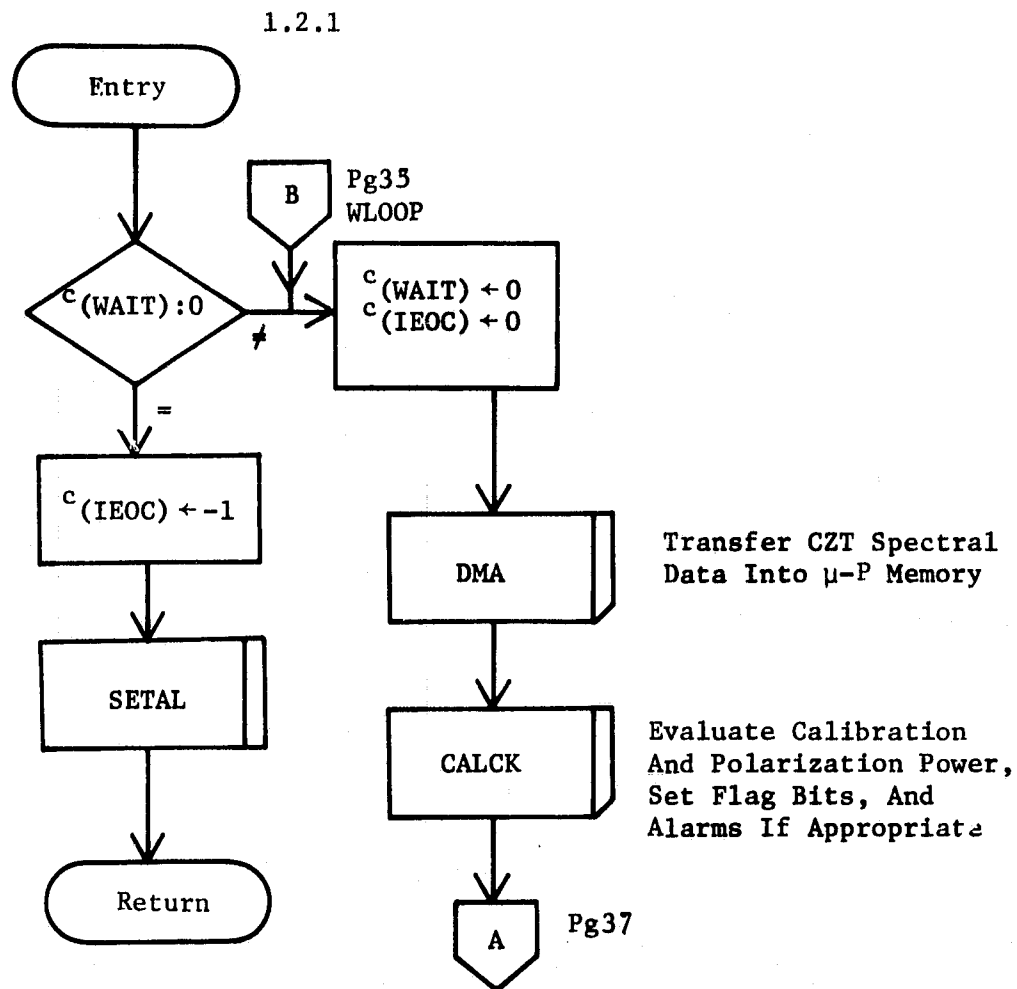 1.2.1
Entry
B
Pg35
WLOOP
c(WAIT):0
≠
c(WAIT) ← 0
c(IEOC) ← 0
=
c(IEOC) ← -1
DMA
Transfer CZT Spectral
Data Into μ-P Memory
SETAL
CALCK
Evaluate Calibration
And Polarization Power,
Set Flag Bits, And
Alarms If Appropriate
Return
A
Pg37